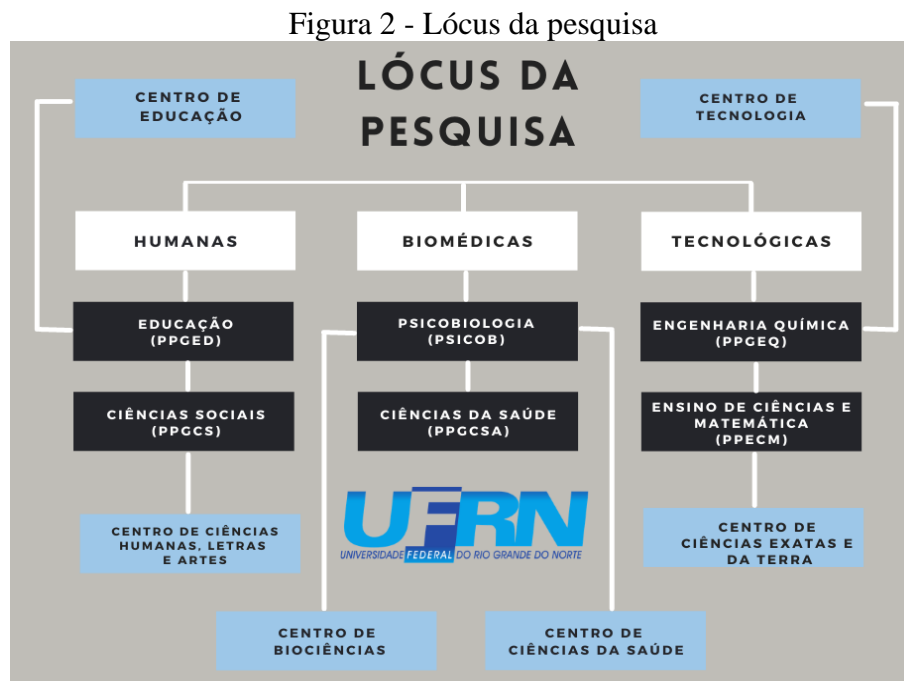 Figura 2 - Lócus da pesquisa
LÓCUS DA
PESQUISA
CENTRO DE
EDUCAÇÃO
CENTRO DE
TECNOLOGIA
HUMANAS
BIOMÉDICAS
TECNOLÓGICAS
EDUCAÇÃO
(PPGED)
PSICOBIOLOGIA
(PSICOB)
ENGENHARIA QUÍMICA
(PPGEQ)
CIÊNCIAS SOCIAIS
(PPGCS)
CIÊNCIAS DA SAÚDE
(PPGCSA)
ENSINO DE CIÊNCIAS E
MATEMÁTICA
(PPECM)
CENTRO DE CIÊNCIAS
HUMANAS, LETRAS
E ARTES
UFRN
UNIVERSIDADE FEDERAL DO RIO GRANDE DO NORTE
CENTRO DE
CIÊNCIAS EXATAS E
DA TERRA
CENTRO DE
BIOCIÊNCIAS
CENTRO DE
CIÊNCIAS DA SAÚDE